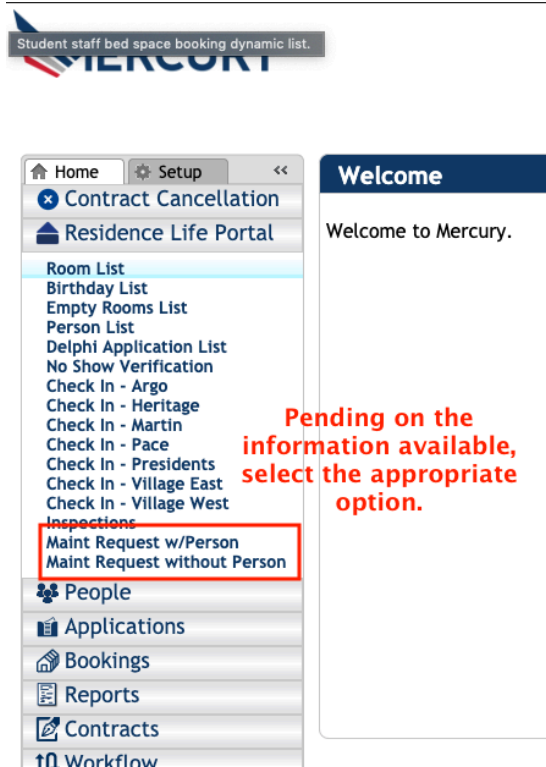 Student staff bed space booking dynamic list.
MERCURY
Home
Setup
<<
Welcome
Contract Cancellation
Residence Life Portal
Welcome to Mercury.
Room List
Birthday List
Empty Rooms List
Person List
Delphi Application List
No Show Verification
Check In - Argo
Check In - Heritage
Check In - Martin
Check In - Pace
Check In - Presidents
Check In - Village East
Check In - Village West
Inspections
Maint Request w/Person
Maint Request without Person
Pending on the
information available,
select the appropriate
option.
People
Applications
Bookings
Reports
Contracts
Workflow